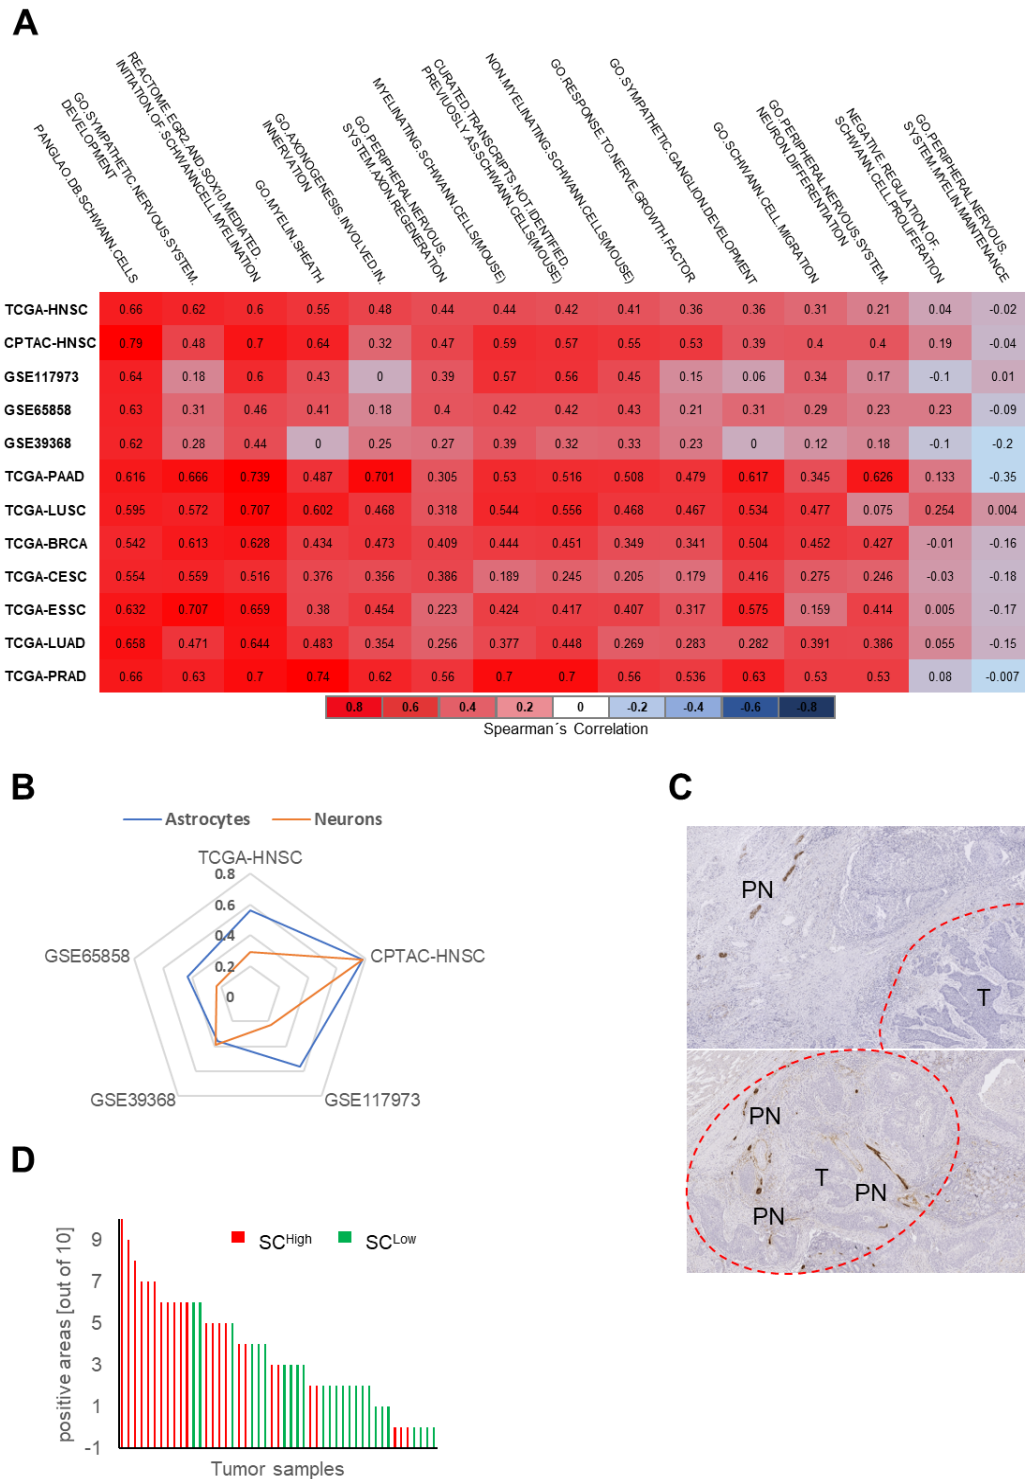 A
PANGLAO.DB.SCHWANN.CELLS
GO.SYMPATHETIC.NERVOUS.SYSTEM.
DEVELOPMENT
REACTOME.EGR2.AND.SOX10.MEDIATED.
INITIATION.OF.SCHWANNCELL.MYELINATION
GO.MYELIN.SHEATH
GO.AXONOGENESIS.INVOLVED.IN.
INNERVATION
GO.PERIPHERAL.NERVOUS.
SYSTEM.AXON.REGENERATION
MYELINATING.SCHWANN.CELLS(MOUSE)
CURATED.TRANSCRIPTS.NOT.IDENTIFIED.
PREVIUOSLY.AS.SCHWANN.CELLS(MOUSE)
NON.MYELINATING.SCHWANN.CELLS(MOUSE)
GO.RESPONSE.TO.NERVE.GROWTH.FACTOR
GO.SYMPATHETIC.GANGLION.DEVELOPMENT
GO.SCHWANN.CELL.MIGRATION
GO.PERIPHERAL.NERVOUS.SYSTEM.
NEURON.DIFFERENTIATION
NEGATIVE.REGULATION.OF.
SCHWANN.CELL.PROLIFERATION
GO.PERIPHERAL.NERVOUS.
SYSTEM.MYELIN.MAINTENANCE
TCGA-HNSC 0.66 0.62 0.6 0.55 0.48 0.44 0.44 0.42 0.41 0.36 0.36 0.31 0.21 0.04 -0.02
CPTAC-HNSC 0.79 0.48 0.7 0.64 0.32 0.47 0.59 0.57 0.55 0.53 0.39 0.4 0.4 0.19 -0.04
GSE117973 0.64 0.18 0.6 0.43 0 0.39 0.57 0.56 0.45 0.15 0.06 0.34 0.17 -0.1 0.01
GSE65858 0.63 0.31 0.46 0.41 0.18 0.4 0.42 0.42 0.43 0.21 0.31 0.29 0.23 0.23 -0.09
GSE39368 0.62 0.28 0.44 0 0.25 0.27 0.39 0.32 0.33 0.23 0 0.12 0.18 -0.1 -0.2
TCGA-PAAD 0.616 0.666 0.739 0.487 0.701 0.305 0.53 0.516 0.508 0.479 0.617 0.345 0.626 0.133 -0.35
TCGA-LUSC 0.595 0.572 0.707 0.602 0.468 0.318 0.544 0.556 0.468 0.467 0.534 0.477 0.075 0.254 0.004
TCGA-BRCA 0.542 0.613 0.628 0.434 0.473 0.409 0.444 0.451 0.349 0.341 0.504 0.452 0.427 -0.01 -0.16
TCGA-CESC 0.554 0.559 0.516 0.376 0.356 0.386 0.189 0.245 0.205 0.179 0.416 0.275 0.246 -0.03 -0.18
TCGA-ESSC 0.632 0.707 0.659 0.38 0.454 0.223 0.424 0.417 0.407 0.317 0.575 0.159 0.414 0.005 -0.17
TCGA-LUAD 0.658 0.471 0.644 0.483 0.354 0.256 0.377 0.448 0.269 0.283 0.282 0.391 0.386 0.055 -0.15
TCGA-PRAD 0.66 0.63 0.7 0.74 0.62 0.56 0.7 0.7 0.56 0.536 0.63 0.53 0.53 0.08 -0.007
0.8 0.6 0.4 0.2 0 -0.2 -0.4 -0.6 -0.8
Spearman´s Correlation
B
Astrocytes Neurons
TCGA-HNSC
0.8
0.6
0.4
0.2
0
GSE65858
CPTAC-HNSC
GSE39368
GSE117973
C
PN
T
PN
T
PN
PN
D
SCHigh SCLow
positive areas [out of 10]
9
7
5
3
1
-1
Tumor samples